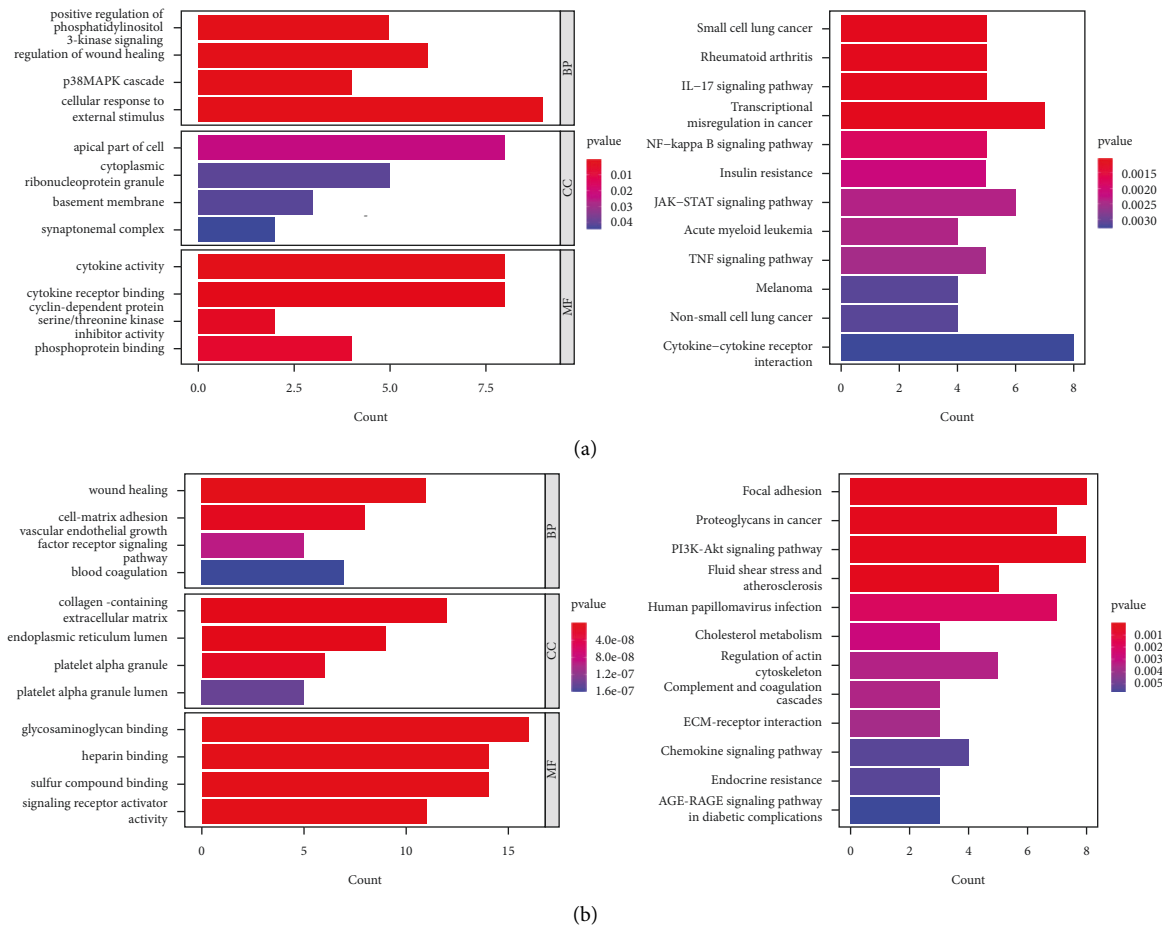 positive regulation of
phosphatidylinositol
3-kinase signaling
regulation of wound healing
p38MAPK cascade
cellular response to
external stimulus
BP
apical part of cell
cytoplasmic
ribonucleoprotein granule
basement membrane
synaptonemal complex
CC
cytokine activity
cytokine receptor binding
cyclin-dependent protein
serine/threonine kinase
inhibitor activity
phosphoprotein binding
MF
0.0 2.5 5.0 7.5
Count
pvalue
0.01
0.02
0.03
0.04
Small cell lung cancer
Rheumatoid arthritis
IL−17 signaling pathway
Transcriptional
misregulation in cancer
NF−kappa B signaling pathway
Insulin resistance
JAK−STAT signaling pathway
Acute myeloid leukemia
TNF signaling pathway
Melanoma
Non-small cell lung cancer
Cytokine−cytokine receptor
interaction
0 2 4 6 8
Count
pvalue
0.0015
0.0020
0.0025
0.0030
(a)
wound healing
cell-matrix adhesion
vascular endothelial growth
factor receptor signaling
pathway
blood coagulation
BP
collagen -containing
extracellular matrix
endoplasmic reticulum lumen
platelet alpha granule
platelet alpha granule lumen
CC
glycosaminoglycan binding
heparin binding
sulfur compound binding
signaling receptor activator
activity
MF
0 5 10 15
Count
pvalue
4.0e-08
8.0e-08
1.2e-07
1.6e-07
Focal adhesion
Proteoglycans in cancer
PI3K-Akt signaling pathway
Fluid shear stress and
atherosclerosis
Human papillomavirus infection
Cholesterol metabolism
Regulation of actin
cytoskeleton
Complement and coagulation
cascades
ECM-receptor interaction
Chemokine signaling pathway
Endocrine resistance
AGE-RAGE signaling pathway
in diabetic complications
0 2 4 6 8
Count
pvalue
0.001
0.002
0.003
0.004
0.005
(b)